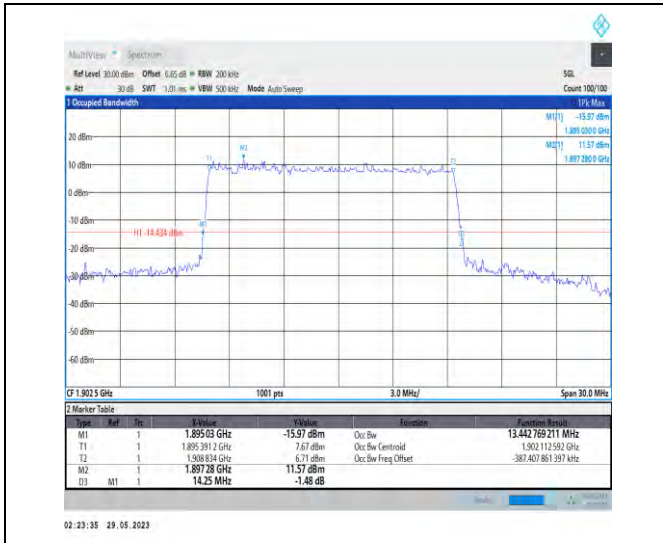 MultiView Spectrum
Ref Level 30.00 dBm Offset 6.85 dB RBW 200 kHz SGL
Att 30 dB SWT 1.01 ms VBW 500 kHz Mode Auto Sweep Count 100/100
1 Occupied Bandwidth 1Pk Max
M1[1] -15.97 dBm
1.895 030 0 GHz
M2[1] 11.57 dBm
1.897 280 0 GHz
20 dBm
M2
T1
T2
10 dBm
0 dBm
-10 dBm
M1
H1 -14.434 dBm
-20 dBm
-30 dBm
-40 dBm
-50 dBm
-60 dBm
CF 1.902 5 GHz 1001 pts 3.0 MHz/ Span 30.0 MHz
2 Marker Table
Type Ref Trc X-Value Y-Value Function Function Result
M1 1 1.895 03 GHz -15.97 dBm Occ Bw 13.442 769 211 MHz
T1 1 1.895 391 2 GHz 7.67 dBm Occ Bw Centroid 1.902 112 592 GHz
T2 1 1.908 834 GHz 6.71 dBm Occ Bw Freq Offset -387.407 861 397 kHz
M2 1 1.897 28 GHz 11.57 dBm
D3 M1 1 14.25 MHz -1.48 dB
02:23:35 29.05.2023